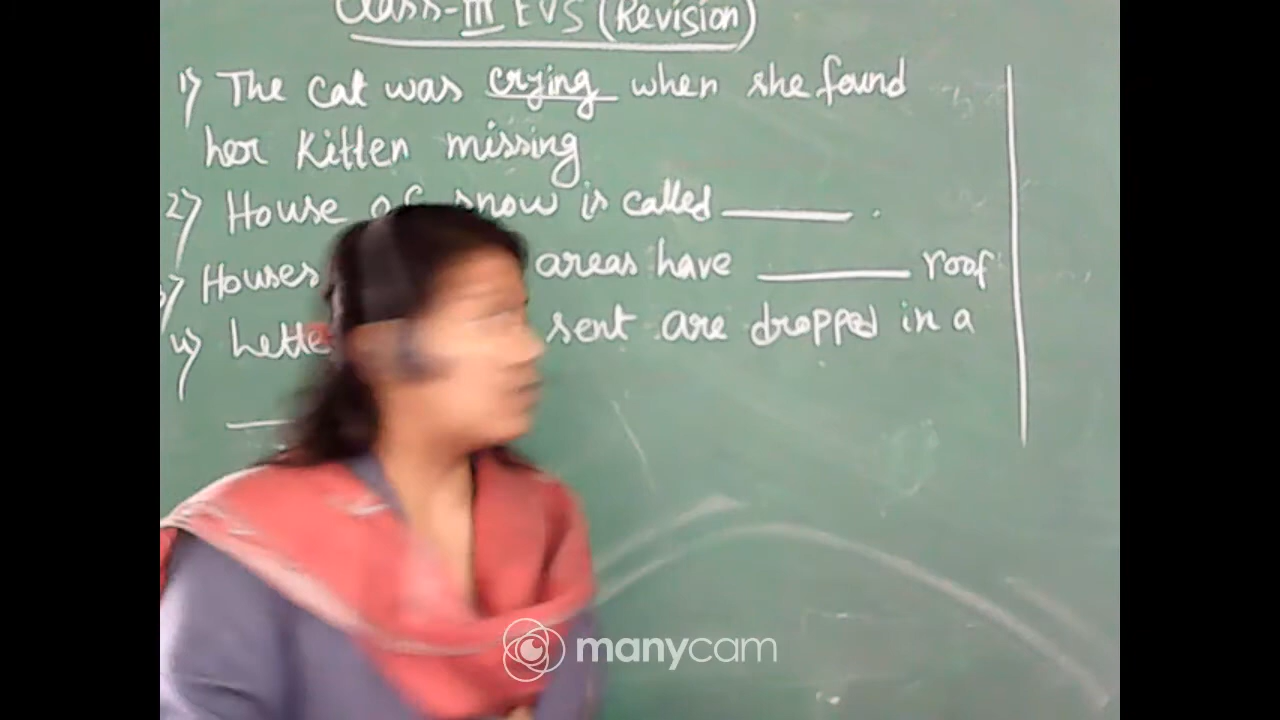 Class-III EVS (Revision)
1) The cat was crying when she found
her Kitten missing
2) House of snow is called ______ .
3) Houses areas have ______ roof
4) sent are dropped in a
______
manycam